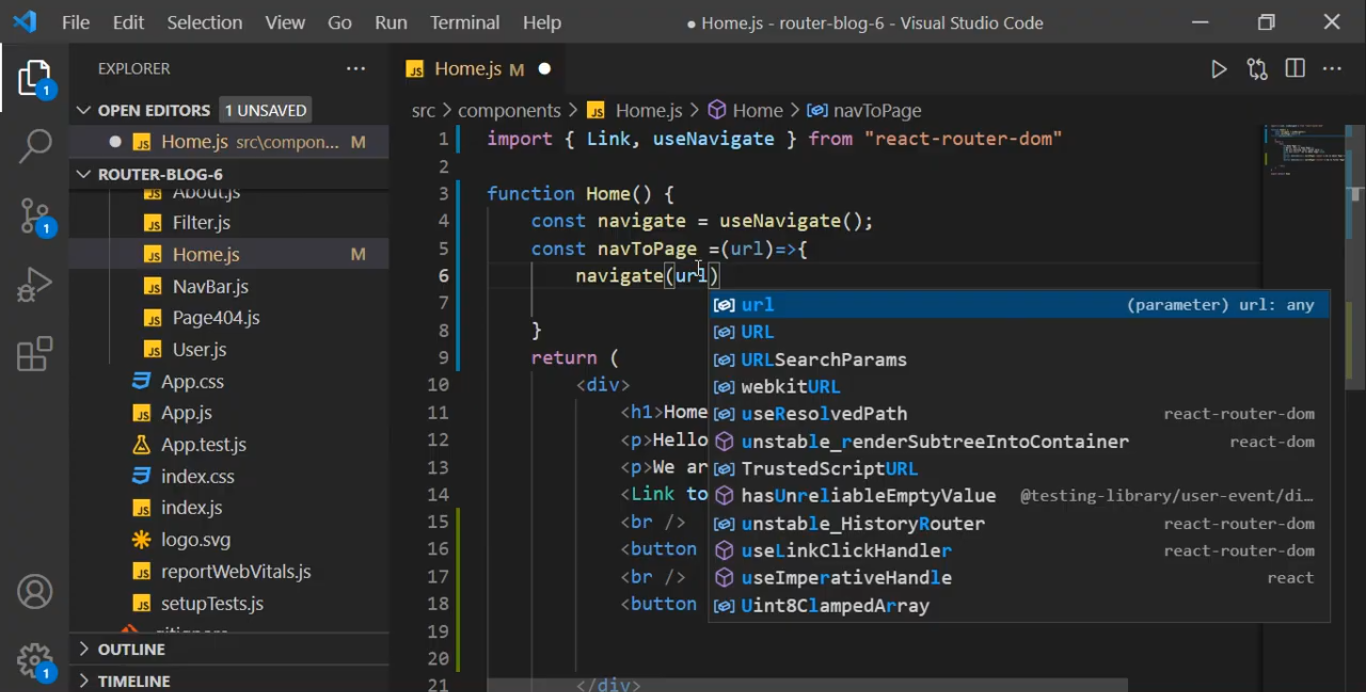 File Edit Selection View Go Run Terminal Help ● Home.js - router-blog-6 - Visual Studio Code
EXPLORER
OPEN EDITORS 1 UNSAVED
Home.js src\compon... M
ROUTER-BLOG-6
About.js
Filter.js
Home.js M
NavBar.js
Page404.js
User.js
App.css
App.js
App.test.js
index.css
index.js
logo.svg
reportWebVitals.js
setupTests.js
.gitignore
OUTLINE
TIMELINE
1
1
1
Home.js M
src > components > Home.js > Home > navToPage
1 import { Link, useNavigate } from "react-router-dom"
2
3 function Home() {
4 const navigate = useNavigate();
5 const navToPage =(url)=>{
6 navigate(url)
7
8 }
9 return (
10 <div>
11 <h1>Home
12 <p>Hello
13 <p>We ar
14 <Link to
15 <br />
16 <button
17 <br />
18 <button
19
20
21 </div>
url (parameter) url: any
URL
URLSearchParams
webkitURL
useResolvedPath react-router-dom
unstable_renderSubtreeIntoContainer react-dom
TrustedScriptURL
hasUnreliableEmptyValue @testing-library/user-event/di…
unstable_HistoryRouter react-router-dom
useLinkClickHandler react-router-dom
useImperativeHandle react
Uint8ClampedArray